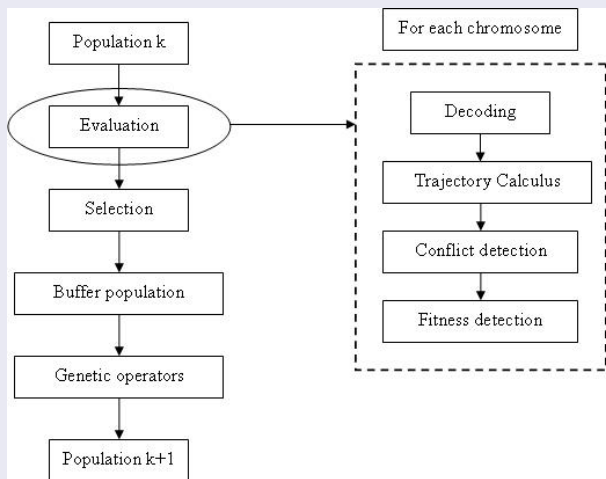 Population k
Evaluation
Selection
Buffer population
Genetic operators
Population k+1
For each chromosome
Decoding
Trajectory Calculus
Conflict detection
Fitness detection